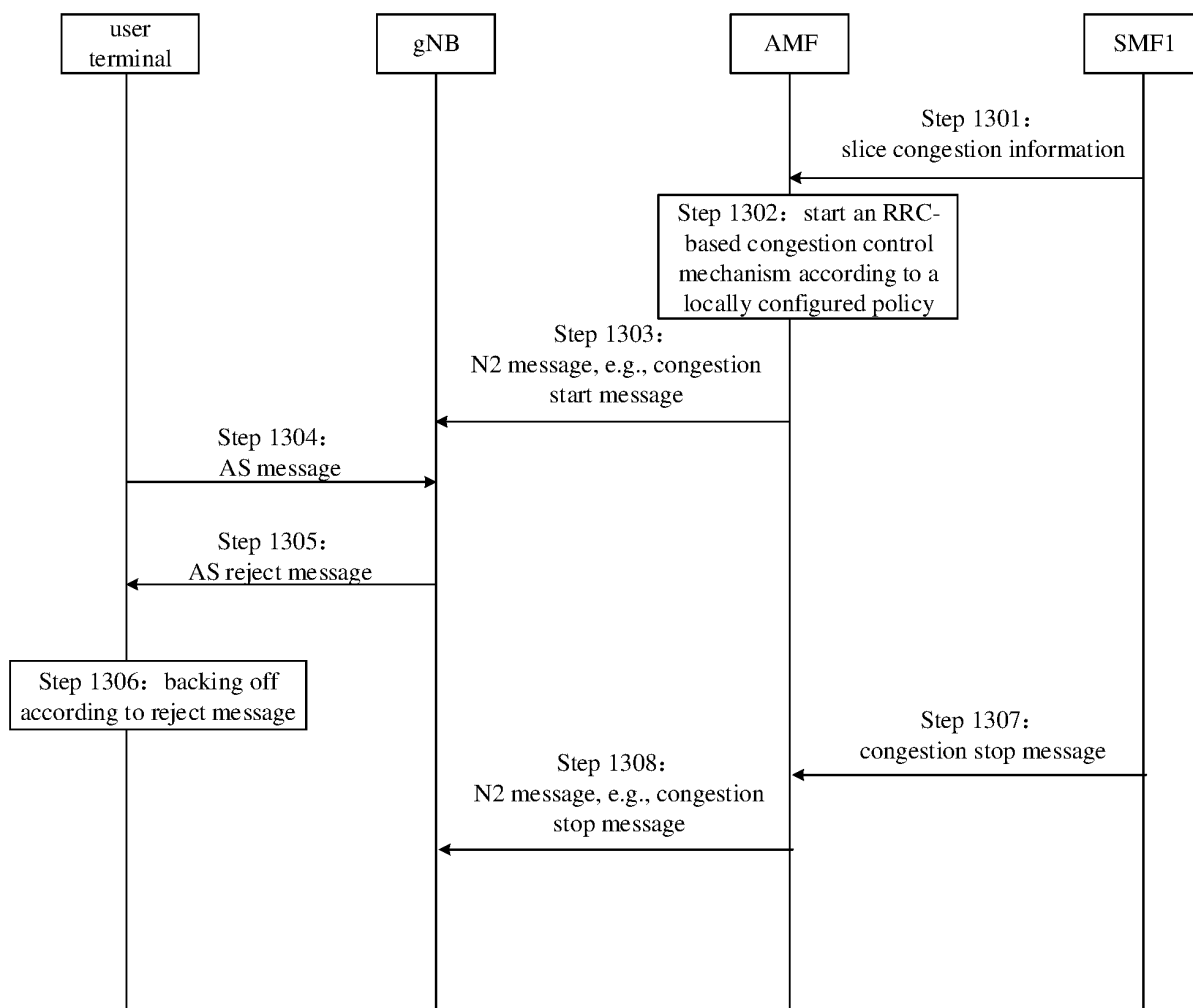 user
terminal
gNB
AMF
SMF1
Step 1301：
slice congestion information
Step 1302：start an RRC-
based congestion control
mechanism according to a
locally configured policy
Step 1303：
N2 message, e.g., congestion
start message
Step 1304：
AS message
Step 1305：
AS reject message
Step 1306：backing off
according to reject message
Step 1307：
congestion stop message
Step 1308：
N2 message, e.g., congestion
stop message